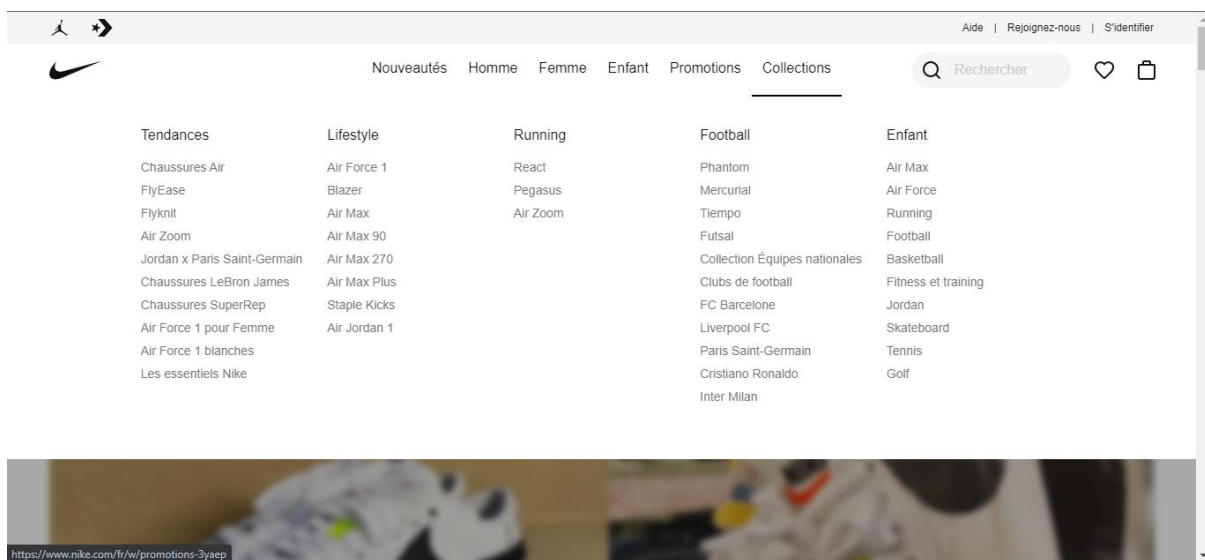 Aide | Rejoignez-nous | S'identifier
Nouveautés Homme Femme Enfant Promotions Collections
Rechercher
Tendances
Chaussures Air
FlyEase
Flyknit
Air Zoom
Jordan x Paris Saint-Germain
Chaussures LeBron James
Chaussures SuperRep
Air Force 1 pour Femme
Air Force 1 blanches
Les essentiels Nike
Lifestyle
Air Force 1
Blazer
Air Max
Air Max 90
Air Max 270
Air Max Plus
Staple Kicks
Air Jordan 1
Running
React
Pegasus
Air Zoom
Football
Phantom
Mercurial
Tiempo
Futsal
Collection Équipes nationales
Clubs de football
FC Barcelone
Liverpool FC
Paris Saint-Germain
Cristiano Ronaldo
Inter Milan
Enfant
Air Max
Air Force
Running
Football
Basketball
Fitness et training
Jordan
Skateboard
Tennis
Golf
https://www.nike.com/fr/w/promotions-3yaep